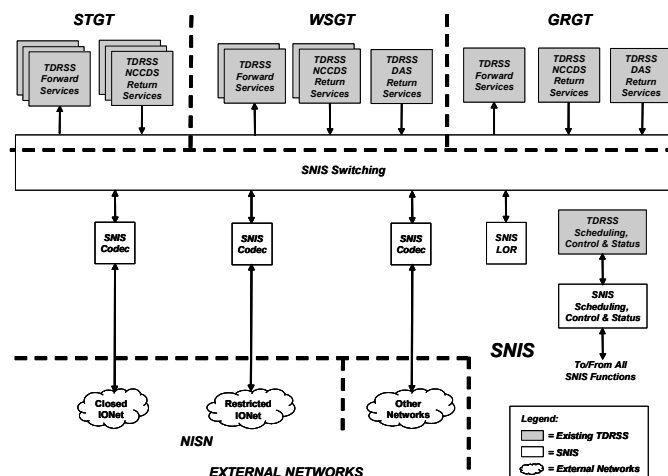 STGT
WSGT
GRGT
TDRSS
Forward
Services
TDRSS
NCCDS
Return
Services
TDRSS
Forward
Services
TDRSS
NCCDS
Return
Services
TDRSS
DAS
Return
Services
TDRSS
Forward
Services
TDRSS
NCCDS
Return
Services
TDRSS
DAS
Return
Services
SNIS Switching
SNIS
Codec
SNIS
Codec
SNIS
Codec
SNIS
LOR
TDRSS
Scheduling,
Control & Status
SNIS
Scheduling,
Control & Status
SNIS
To/From All
SNIS Functions
Closed
IONet
Restricted
IONet
Other
Networks
NISN
EXTERNAL NETWORKS
Legend:
= Existing TDRSS
= SNIS
= External Networks